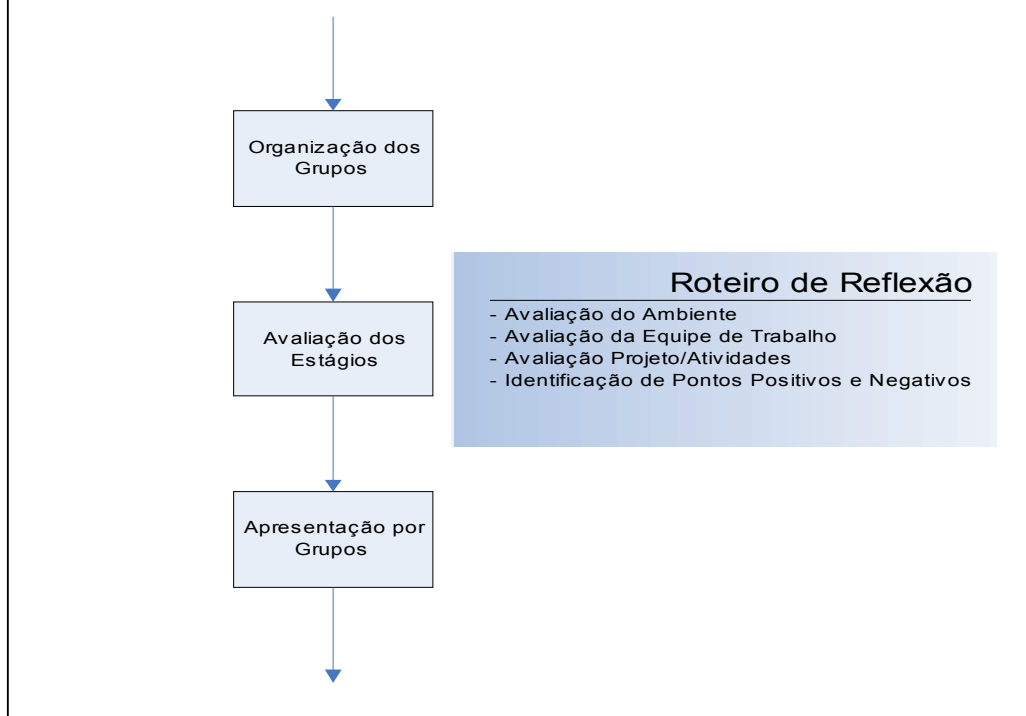 Organização dos
Grupos
Avaliação dos
Estágios
Roteiro de Reflexão
- Avaliação do Ambiente
- Avaliação da Equipe de Trabalho
- Avaliação Projeto/Atividades
- Identificação de Pontos Positivos e Negativos
Apresentação por
Grupos